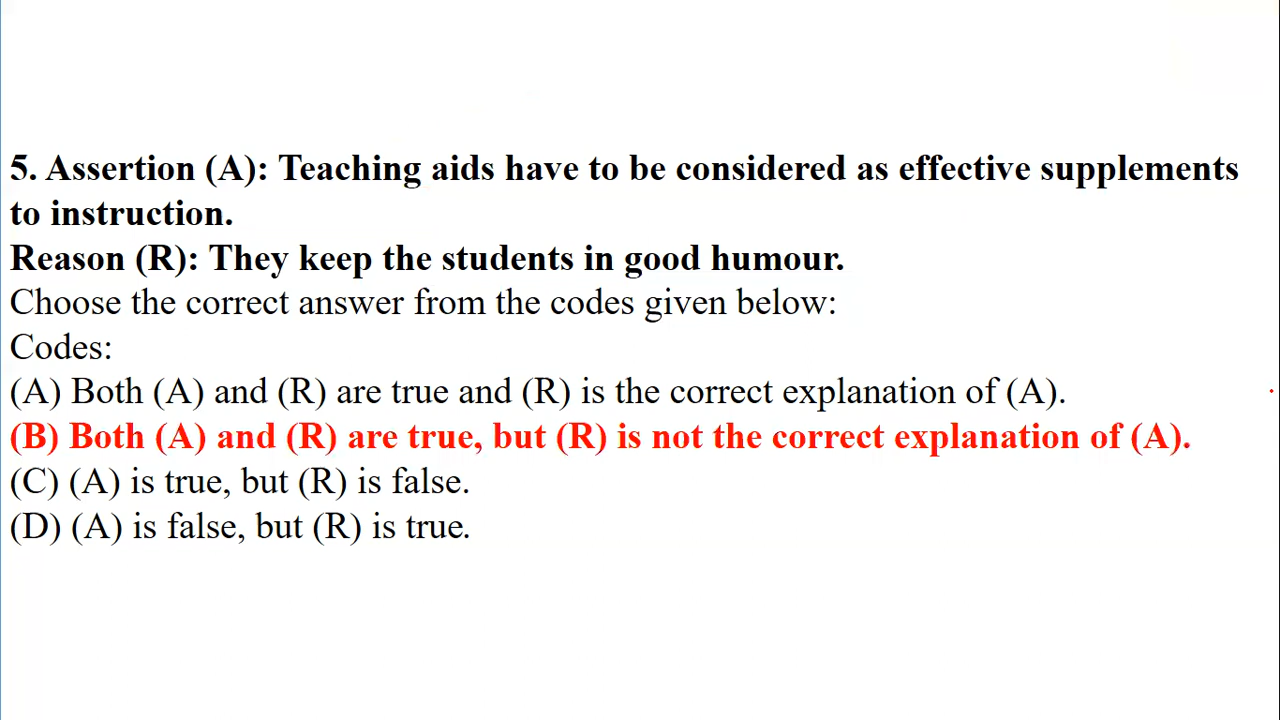 5. Assertion (A): Teaching aids have to be considered as effective supplements
to instruction.
Reason (R): They keep the students in good humour.
Choose the correct answer from the codes given below:
Codes:
(A) Both (A) and (R) are true and (R) is the correct explanation of (A).
(B) Both (A) and (R) are true, but (R) is not the correct explanation of (A).
(C) (A) is true, but (R) is false.
(D) (A) is false, but (R) is true.